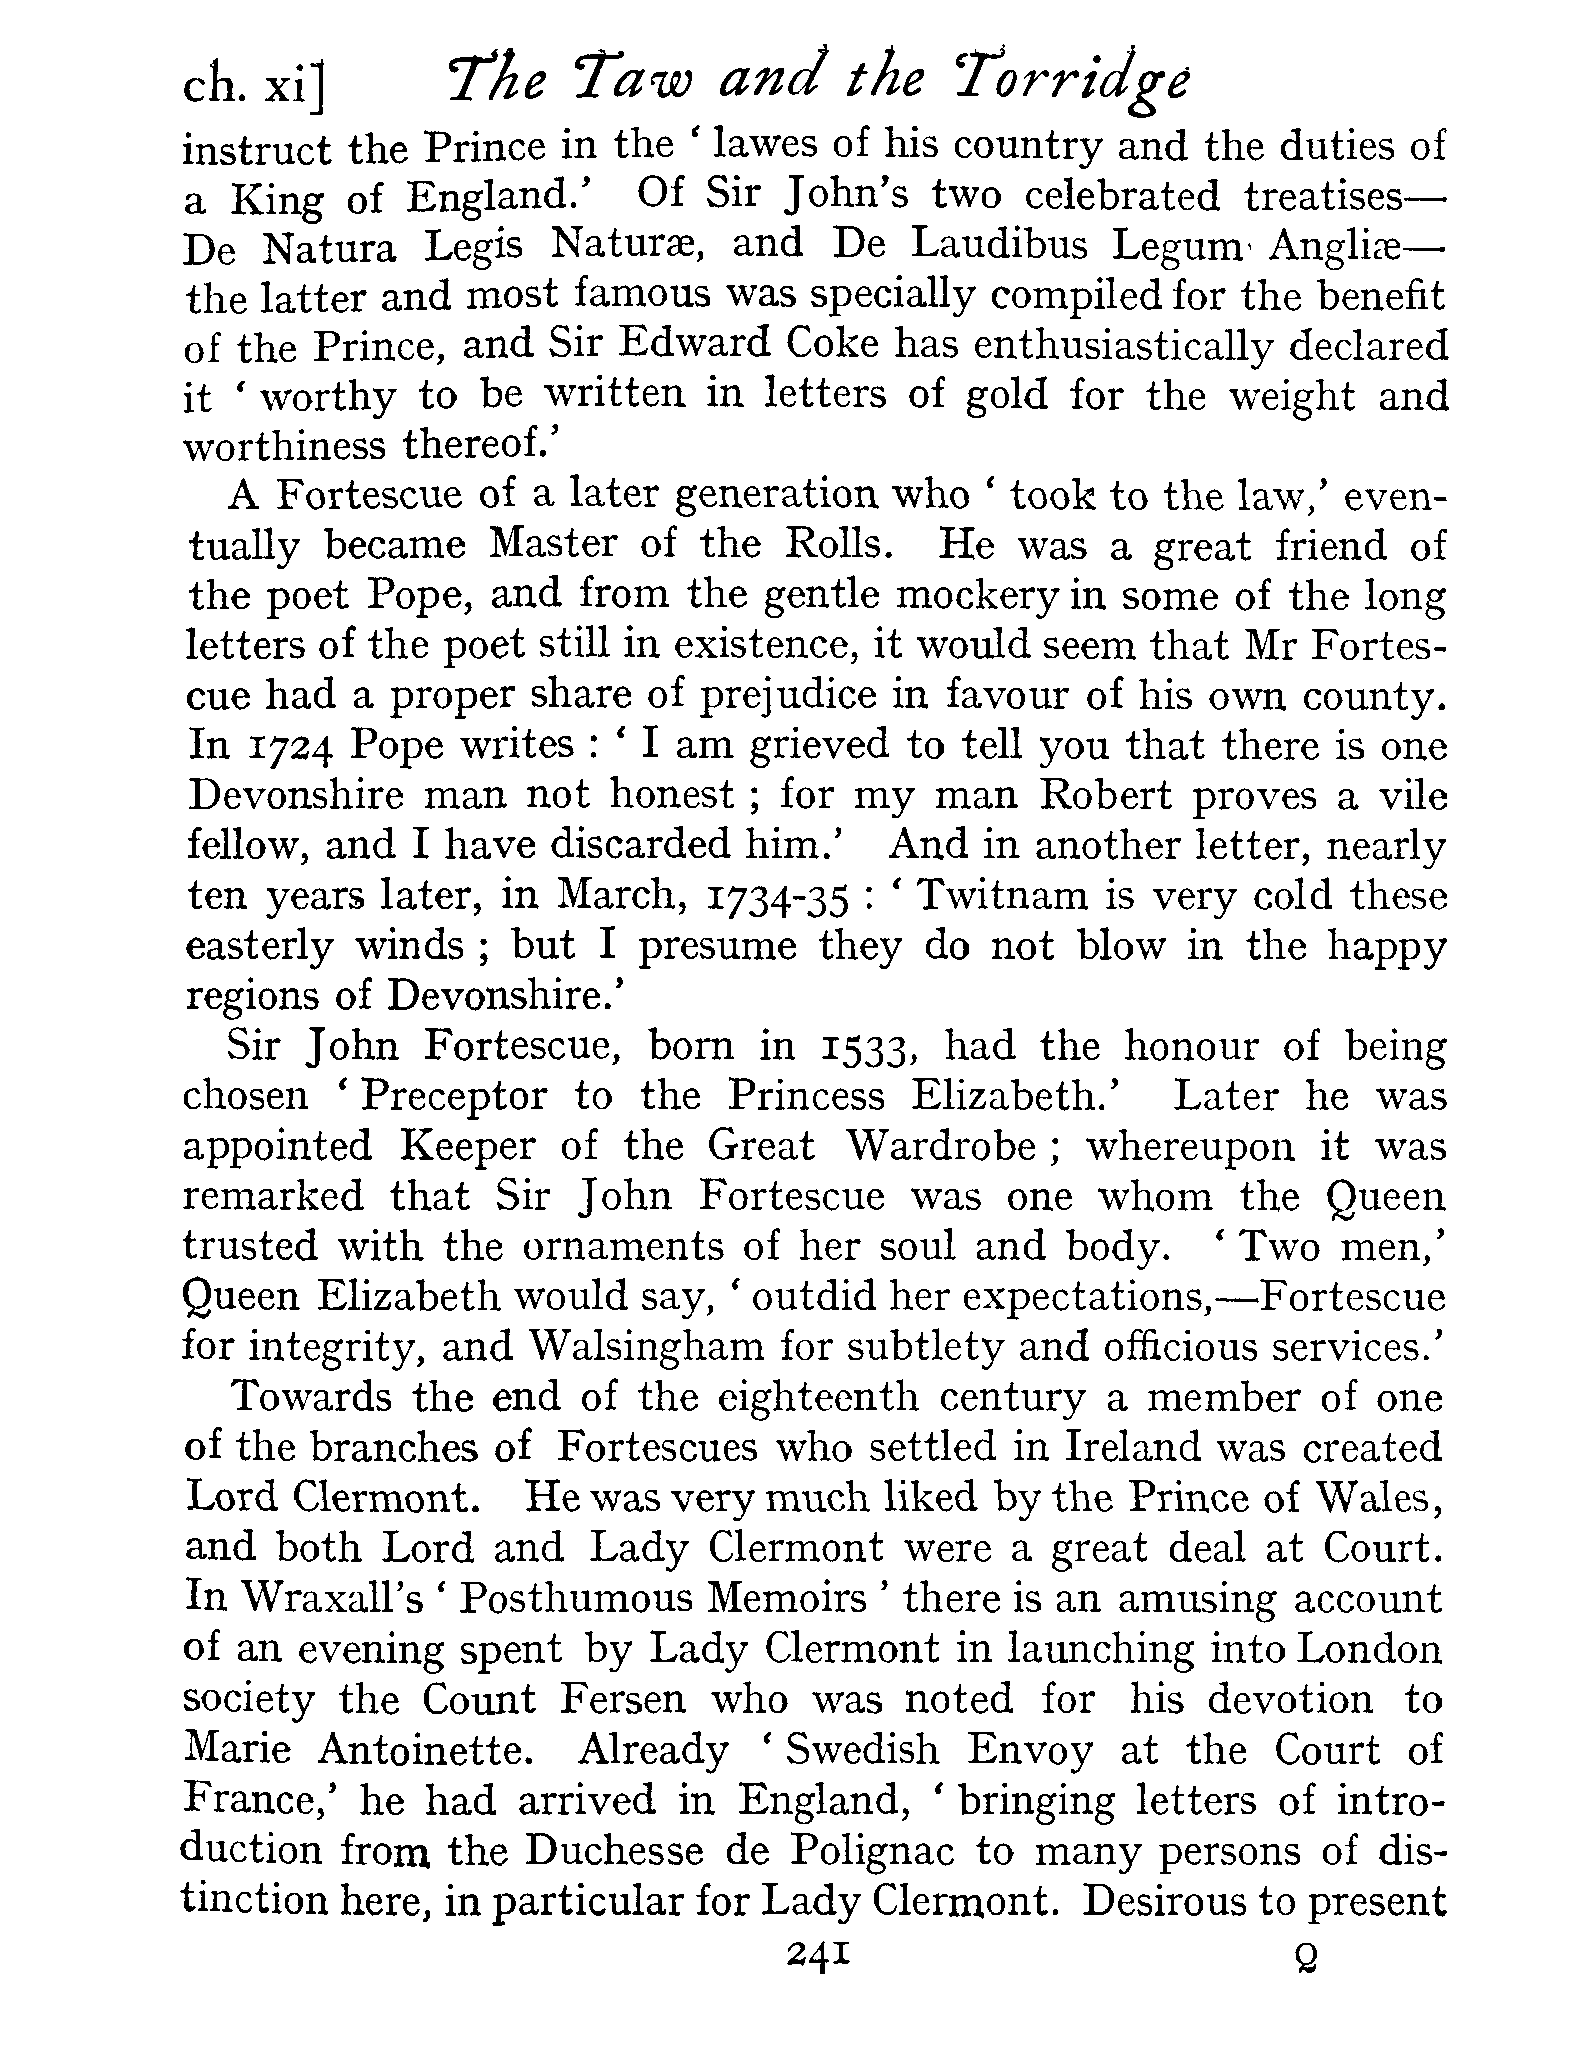 ch. xi] The Taw and the Torridge
instruct the Prince in the ‘ lawes of his country and the duties of
a King of England.’ Of Sir John’s two celebrated treatises—
De Natura Legis Naturæ, and De Laudibus Legum Angliæ—
the latter and most famous was specially compiled for the benefit
of the Prince, and Sir Edward Coke has enthusiastically declared
it ‘ worthy to be written in letters of gold for the weight and
worthiness thereof.’
A Fortescue of a later generation who ‘ took to the law,’ even-
tually became Master of the Rolls. He was a great friend of
the poet Pope, and from the gentle mockery in some of the long
letters of the poet still in existence, it would seem that Mr Fortes-
cue had a proper share of prejudice in favour of his own county.
In 1724 Pope writes : ‘ I am grieved to tell you that there is one
Devonshire man not honest ; for my man Robert proves a vile
fellow, and I have discarded him.’ And in another letter, nearly
ten years later, in March, 1734-35 : ‘ Twitnam is very cold these
easterly winds ; but I presume they do not blow in the happy
regions of Devonshire.’
Sir John Fortescue, born in 1533, had the honour of being
chosen ‘ Preceptor to the Princess Elizabeth.’ Later he was
appointed Keeper of the Great Wardrobe ; whereupon it was
remarked that Sir John Fortescue was one whom the Queen
trusted with the ornaments of her soul and body. ‘ Two men,’
Queen Elizabeth would say, ‘ outdid her expectations,—Fortescue
for integrity, and Walsingham for subtlety and officious services.’
Towards the end of the eighteenth century a member of one
of the branches of Fortescues who settled in Ireland was created
Lord Clermont. He was very much liked by the Prince of Wales,
and both Lord and Lady Clermont were a great deal at Court.
In Wraxall’s ‘ Posthumous Memoirs ’ there is an amusing account
of an evening spent by Lady Clermont in launching into London
society the Count Fersen who was noted for his devotion to
Marie Antoinette. Already ‘ Swedish Envoy at the Court of
France,’ he had arrived in England, ‘ bringing letters of intro-
duction from the Duchesse de Polignac to many persons of dis-
tinction here, in particular for Lady Clermont. Desirous to present
241 Q